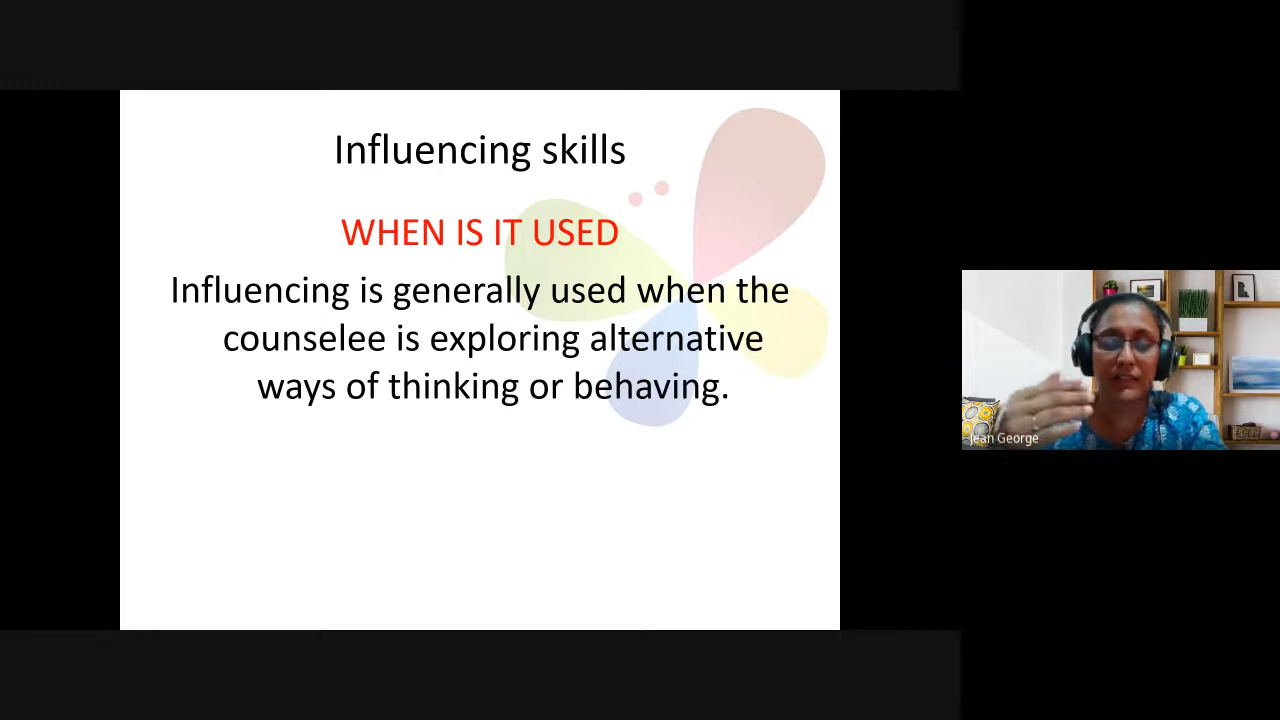 Influencing skills
WHEN IS IT USED
Influencing is generally used when the
counselee is exploring alternative
ways of thinking or behaving.
Jean George